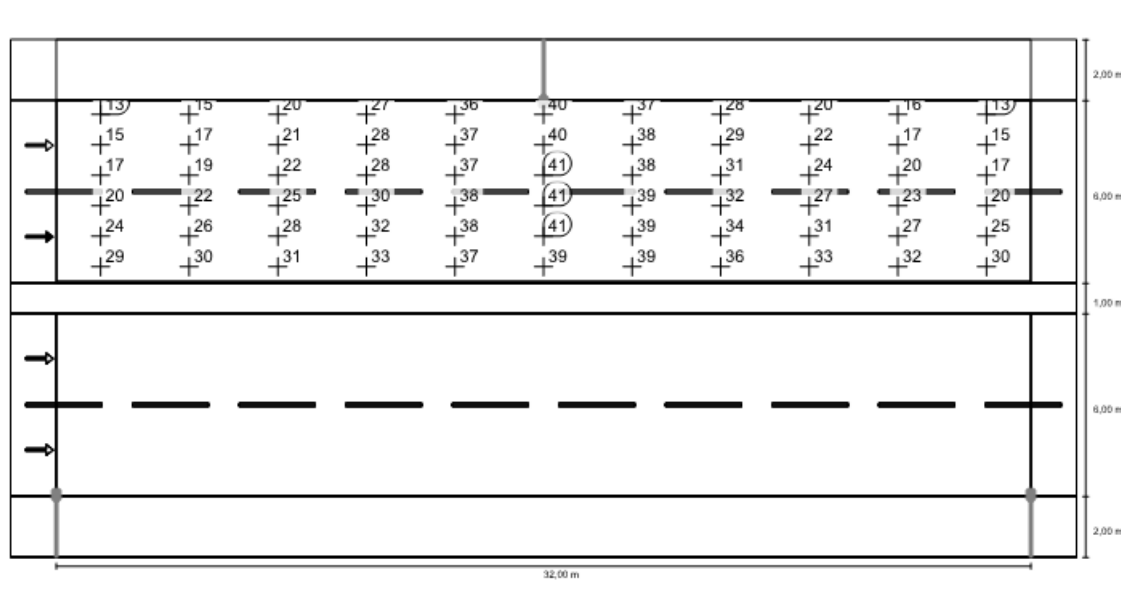 2,00 m
13 15 20 27 36 40 37 28 20 16 13
15 17 21 28 37 40 38 29 22 17 15
17 19 22 28 37 41 38 31 24 20 17
20 22 25 30 38 41 39 32 27 23 20
6,00 m
24 26 28 32 38 41 39 34 31 27 25
29 30 31 33 37 39 39 36 33 32 30
1,00 m
6,00 m
2,00 m
32,00 m